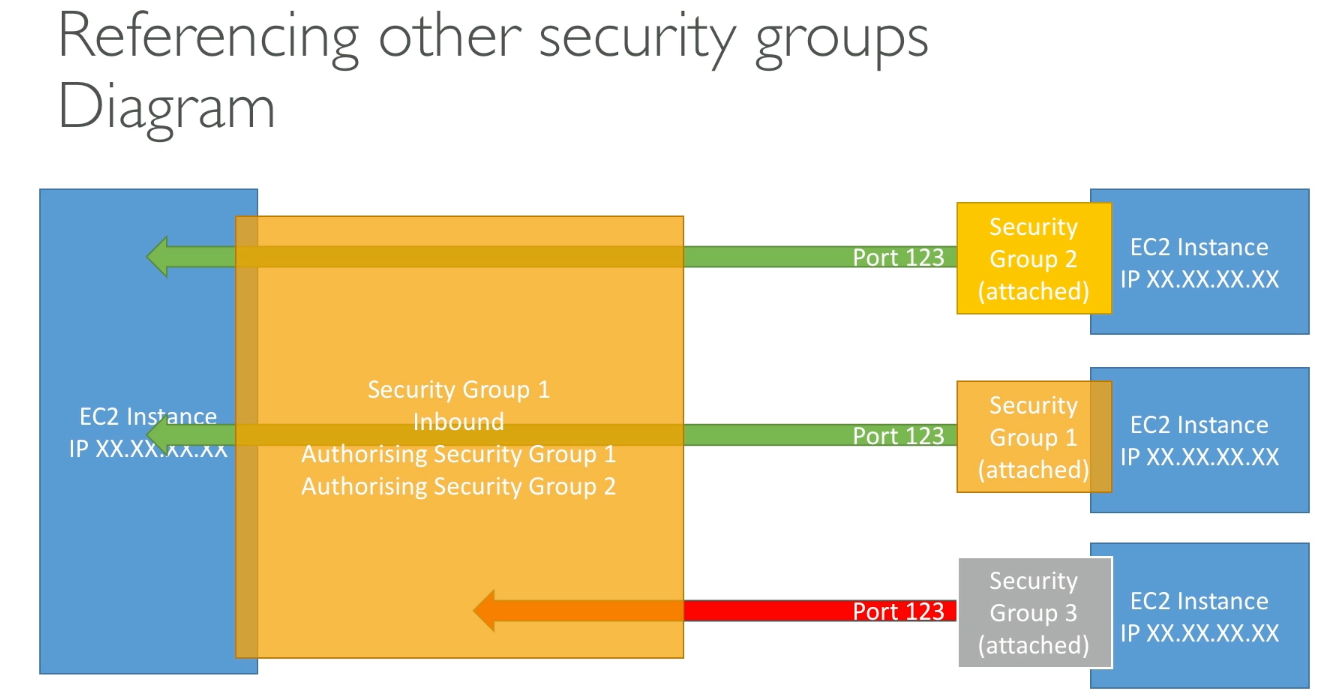 Referencing other security groups
Diagram
EC2 Instance
IP XX.XX.XX.XX
Security Group 1
Inbound
Authorising Security Group 1
Authorising Security Group 2
Port 123
Security
Group 2
(attached)
EC2 Instance
IP XX.XX.XX.XX
Port 123
Security
Group 1
(attached)
EC2 Instance
IP XX.XX.XX.XX
Port 123
Security
Group 3
(attached)
EC2 Instance
IP XX.XX.XX.XX